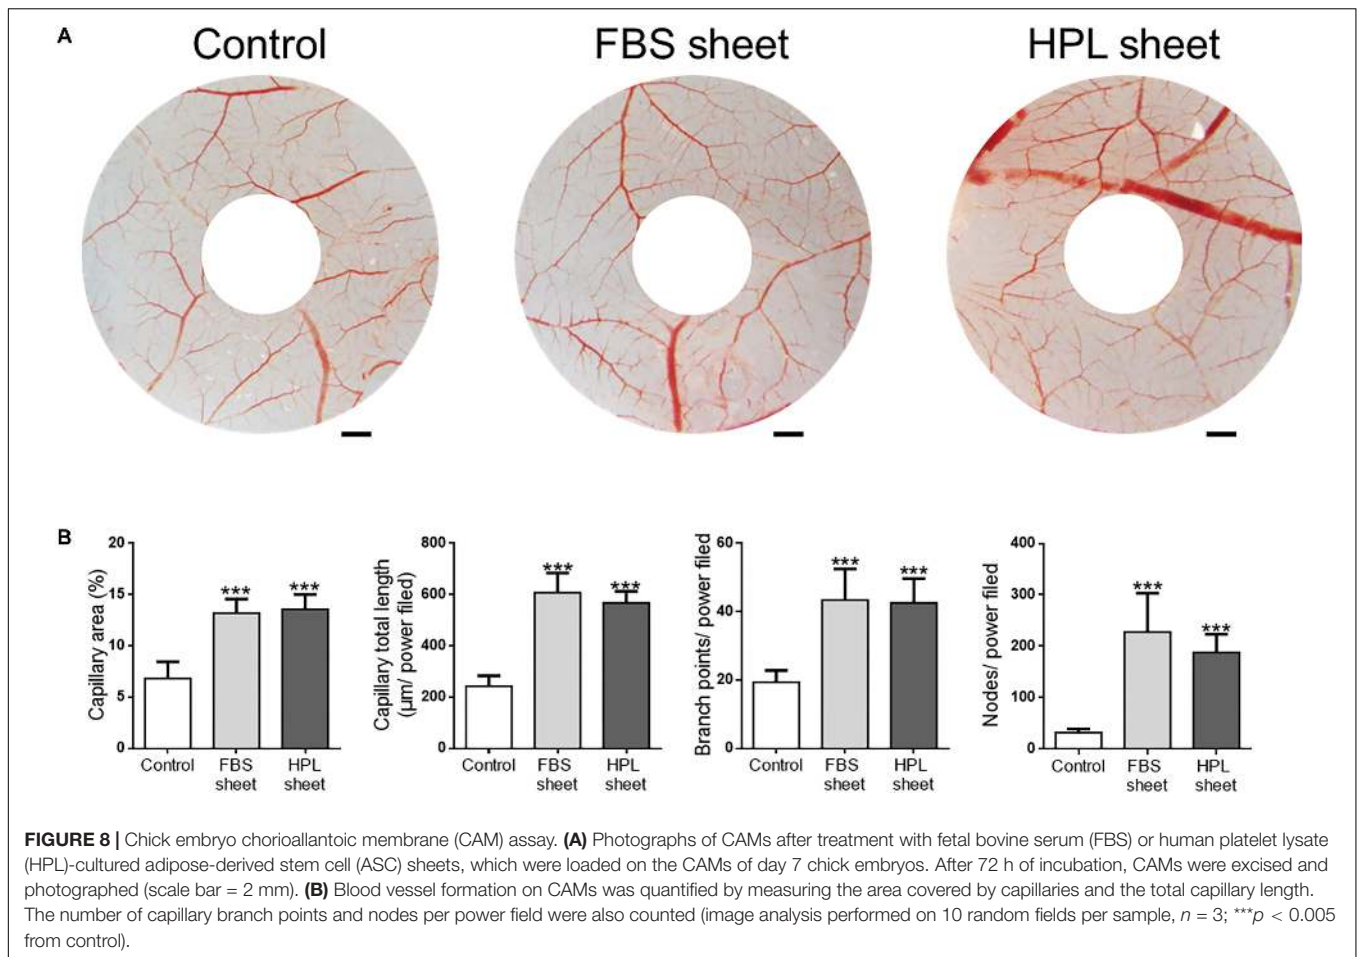 A
Control
FBS sheet
HPL sheet
B
Capillary area (%)
20
15
10
5
0
Control
FBS
sheet
HPL
sheet
***
***
Capillary total length
(µm/ power filed)
800
600
400
200
0
Control
FBS
sheet
HPL
sheet
***
***
Branch points/ power filed
60
40
20
0
Control
FBS
sheet
HPL
sheet
***
***
Nodes/ power filed
400
300
200
100
0
Control
FBS
sheet
HPL
sheet
***
***
FIGURE 8 | Chick embryo chorioallantoic membrane (CAM) assay. (A) Photographs of CAMs after treatment with fetal bovine serum (FBS) or human platelet lysate
(HPL)-cultured adipose-derived stem cell (ASC) sheets, which were loaded on the CAMs of day 7 chick embryos. After 72 h of incubation, CAMs were excised and
photographed (scale bar = 2 mm). (B) Blood vessel formation on CAMs was quantified by measuring the area covered by capillaries and the total capillary length.
The number of capillary branch points and nodes per power field were also counted (image analysis performed on 10 random fields per sample, n = 3; ***p < 0.005
from control).